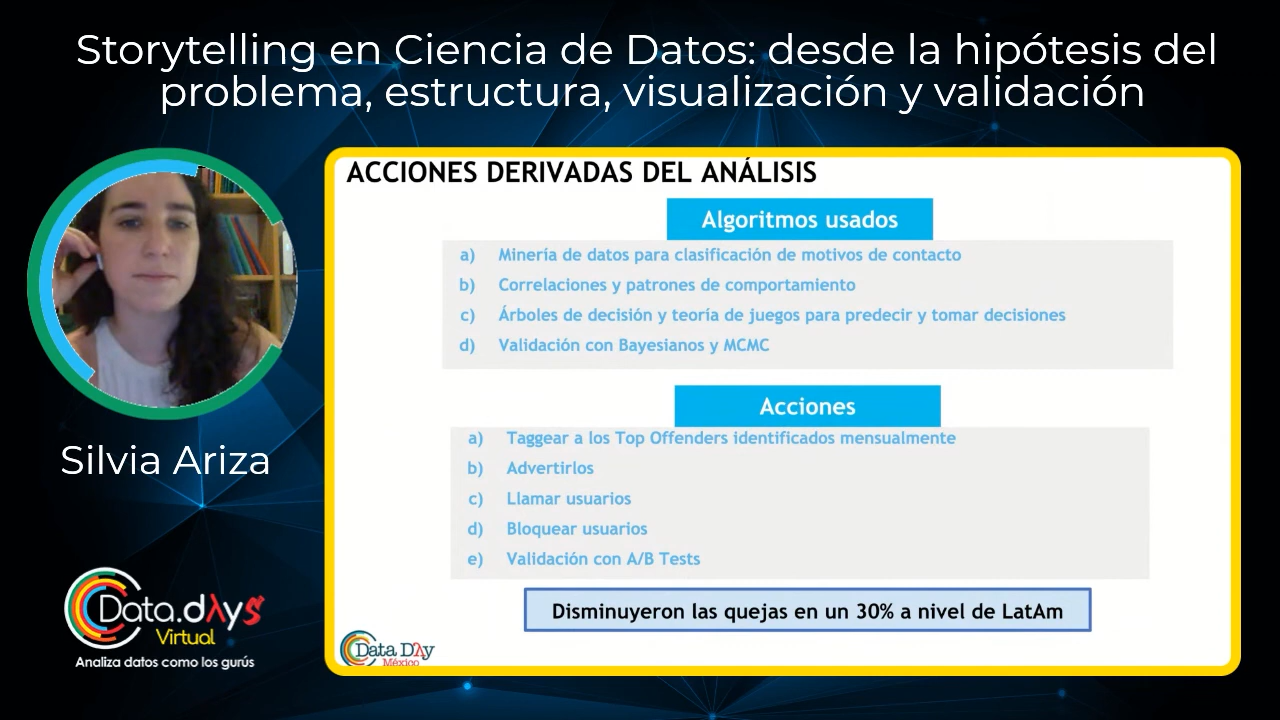 Storytelling en Ciencia de Datos: desde la hipótesis del
problema, estructura, visualización y validación
ACCIONES DERIVADAS DEL ANÁLISIS
Algoritmos usados
a) Minería de datos para clasificación de motivos de contacto
b) Correlaciones y patrones de comportamiento
c) Árboles de decisión y teoría de juegos para predecir y tomar decisiones
d) Validación con Bayesianos y MCMC
Acciones
a) Taggear a los Top Offenders identificados mensualmente
b) Advertirlos
c) Llamar usuarios
d) Bloquear usuarios
e) Validación con A/B Tests
Disminuyeron las quejas en un 30% a nivel de LatAm
Data Dλy
México
Silvia Ariza
Data.dλys
Virtual
Analiza datos como los gurús